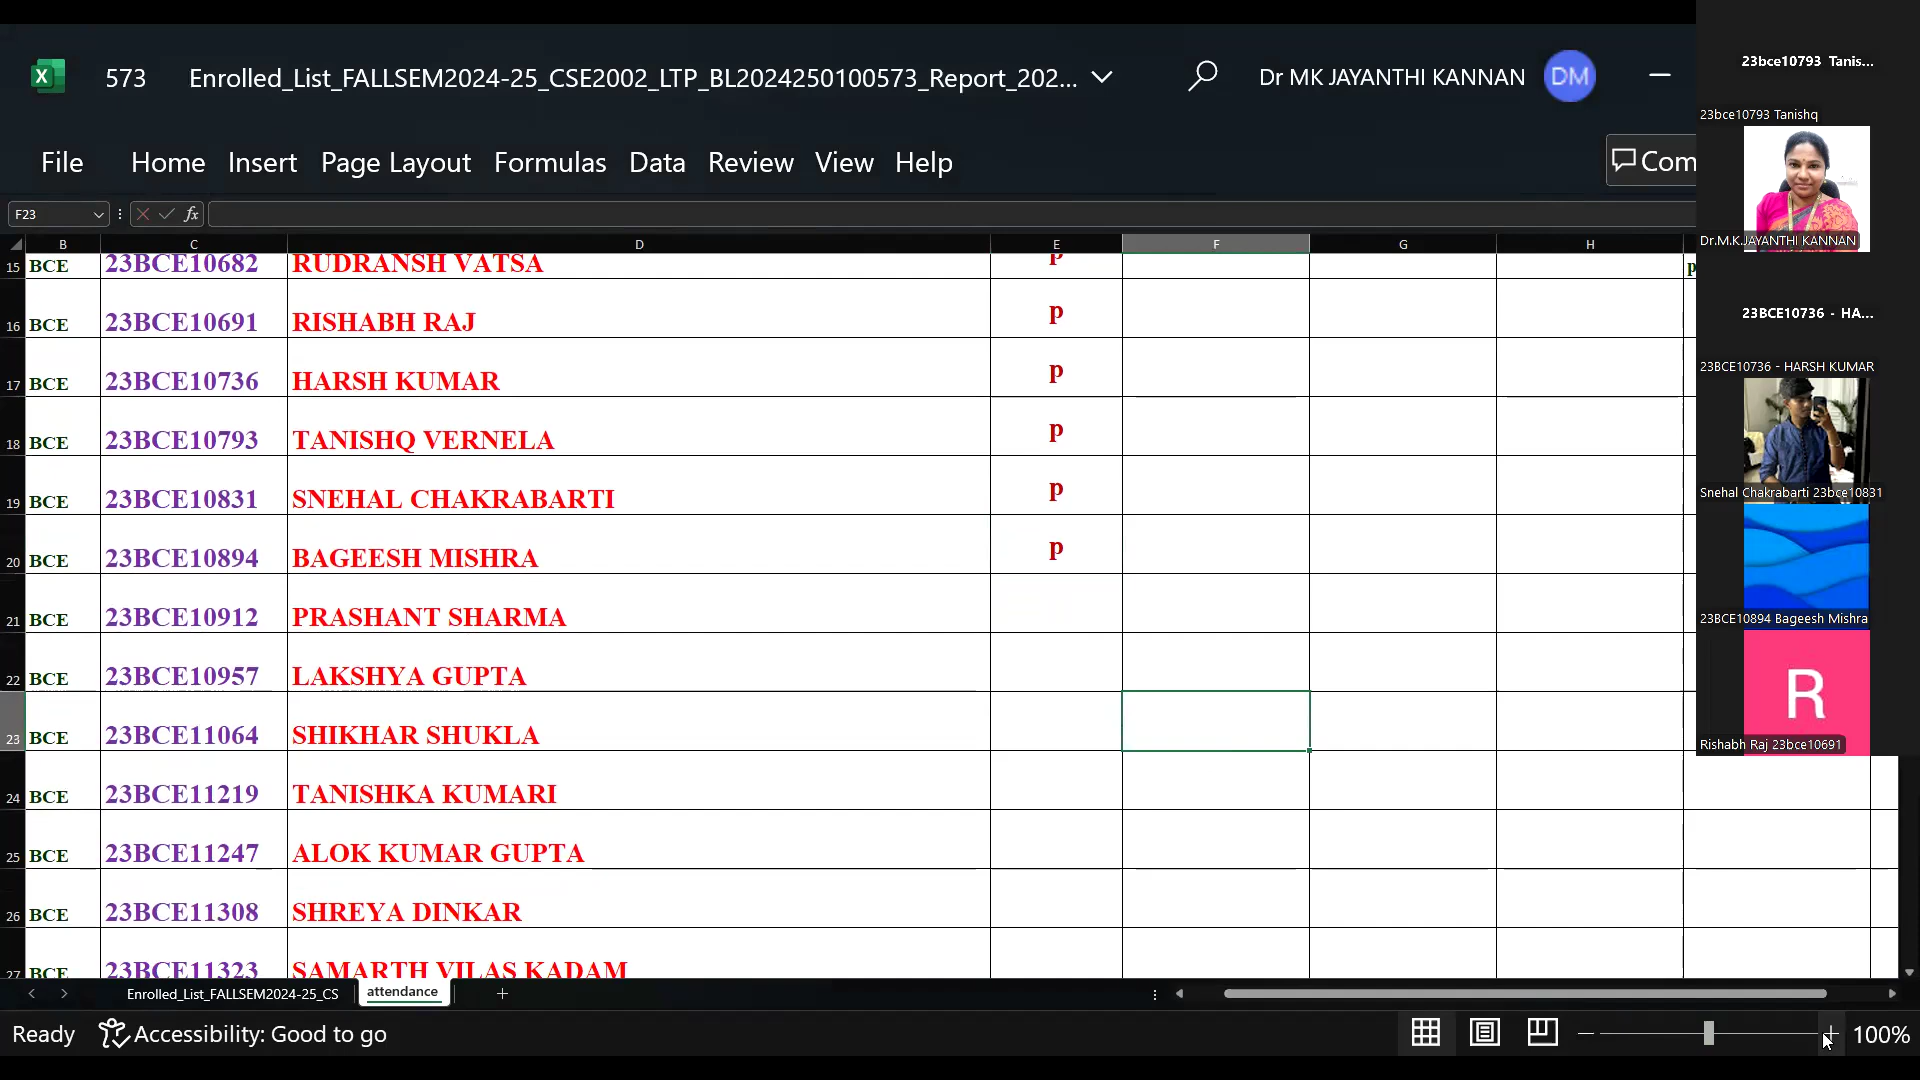 573 Enrolled_List_FALLSEM2024-25_CSE2002_LTP_BL2024250100573_Report_202... Dr MK JAYANTHI KANNAN DM
File Home Insert Page Layout Formulas Data Review View Help Com
F23 fx
B C D E F G H
15 BCE 23BCE10682 RUDRANSH VATSA p p
16 BCE 23BCE10691 RISHABH RAJ p
17 BCE 23BCE10736 HARSH KUMAR p
18 BCE 23BCE10793 TANISHQ VERNELA p
19 BCE 23BCE10831 SNEHAL CHAKRABARTI p
20 BCE 23BCE10894 BAGEESH MISHRA p
21 BCE 23BCE10912 PRASHANT SHARMA
22 BCE 23BCE10957 LAKSHYA GUPTA
23 BCE 23BCE11064 SHIKHAR SHUKLA
24 BCE 23BCE11219 TANISHKA KUMARI
25 BCE 23BCE11247 ALOK KUMAR GUPTA
26 BCE 23BCE11308 SHREYA DINKAR
27 BCE 23BCE11323 SAMARTH VILAS KADAM
Enrolled_List_FALLSEM2024-25_CS attendance
Ready Accessibility: Good to go 100%
23bce10793 Tanis...
23bce10793 Tanishq
Dr.M.K.JAYANTHI KANNAN
23BCE10736 - HA...
23BCE10736 - HARSH KUMAR
Snehal Chakrabarti 23bce10831
23BCE10894 Bageesh Mishra
R
Rishabh Raj 23bce10691